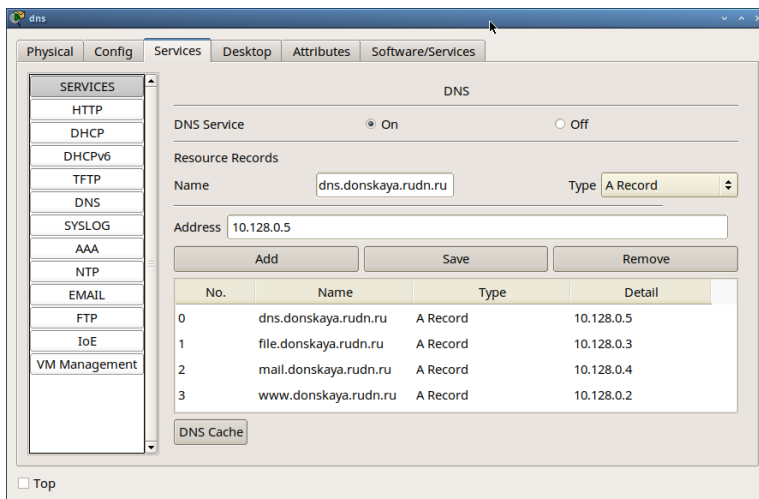 dns
Physical Config Services Desktop Attributes Software/Services
SERVICES
HTTP
DHCP
DHCPv6
TFTP
DNS
SYSLOG
AAA
NTP
EMAIL
FTP
IoE
VM Management
DNS
DNS Service On Off
Resource Records
Name dns.donskaya.rudn.ru Type A Record
Address 10.128.0.5
Add Save Remove
No. Name Type Detail
0 dns.donskaya.rudn.ru A Record 10.128.0.5
1 file.donskaya.rudn.ru A Record 10.128.0.3
2 mail.donskaya.rudn.ru A Record 10.128.0.4
3 www.donskaya.rudn.ru A Record 10.128.0.2
DNS Cache
Top